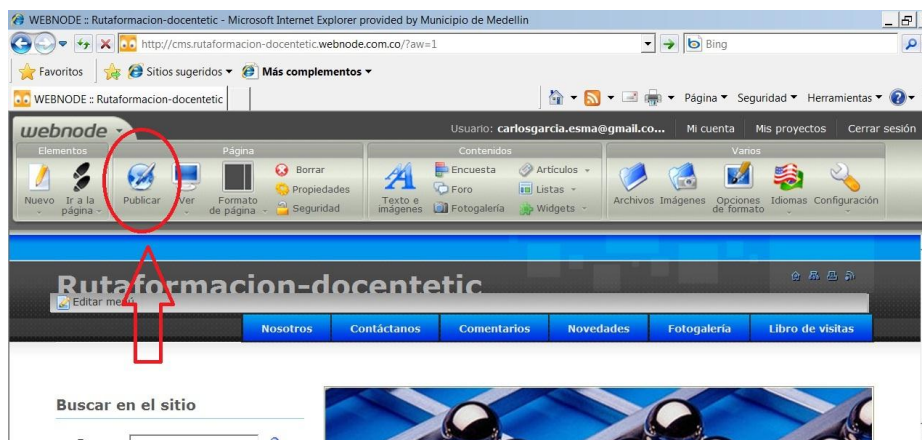 WEBNODE :: Rutaformacion-docentetic - Microsoft Internet Explorer provided by Municipio de Medellin
http://cms.rutaformacion-docentetic.webnode.com.co/?aw=1
Bing
Favoritos Sitios sugeridos Más complementos
WEBNODE :: Rutaformacion-docentetic
Página Seguridad Herramientas
webnode
Usuario: carlosgarcia.esma@gmail.co... Mi cuenta Mis proyectos Cerrar sesión
Elementos Página Contenidos Varios
Nuevo Ir a la página Publicar Ver Formato de página
Borrar
Propiedades
Seguridad
Texto e imágenes
Encuesta Artículos
Foro Listas
Fotogalería Widgets
Archivos Imágenes Opciones de formato Idiomas Configuración
Rutaformacion-docentetic
Editar menú
Nosotros Contáctanos Comentarios Novedades Fotogalería Libro de visitas
Buscar en el sitio